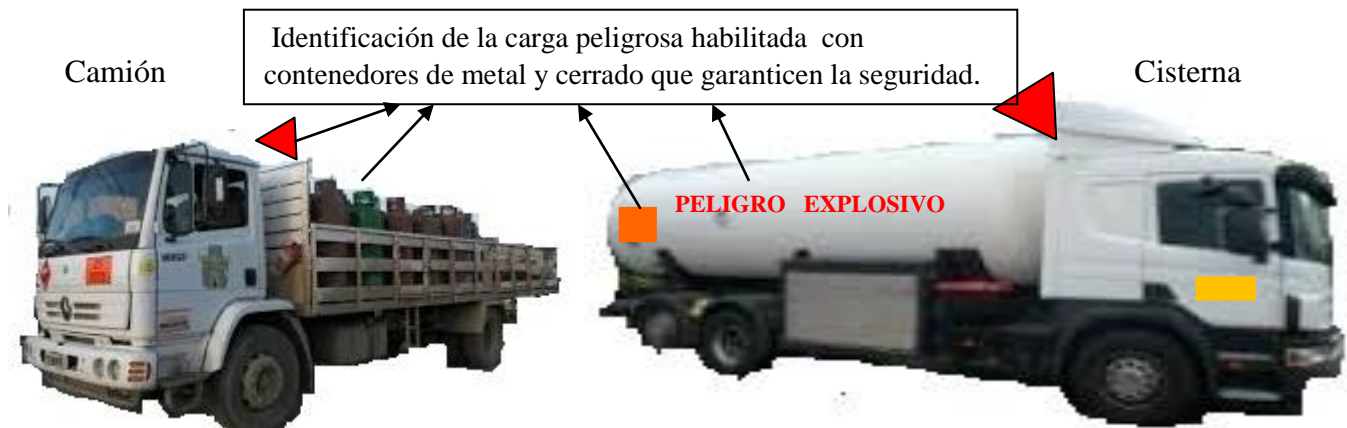 Identificación de la carga peligrosa habilitada con
contenedores de metal y cerrado que garanticen la seguridad.
Camión
Cisterna
PELIGRO EXPLOSIVO